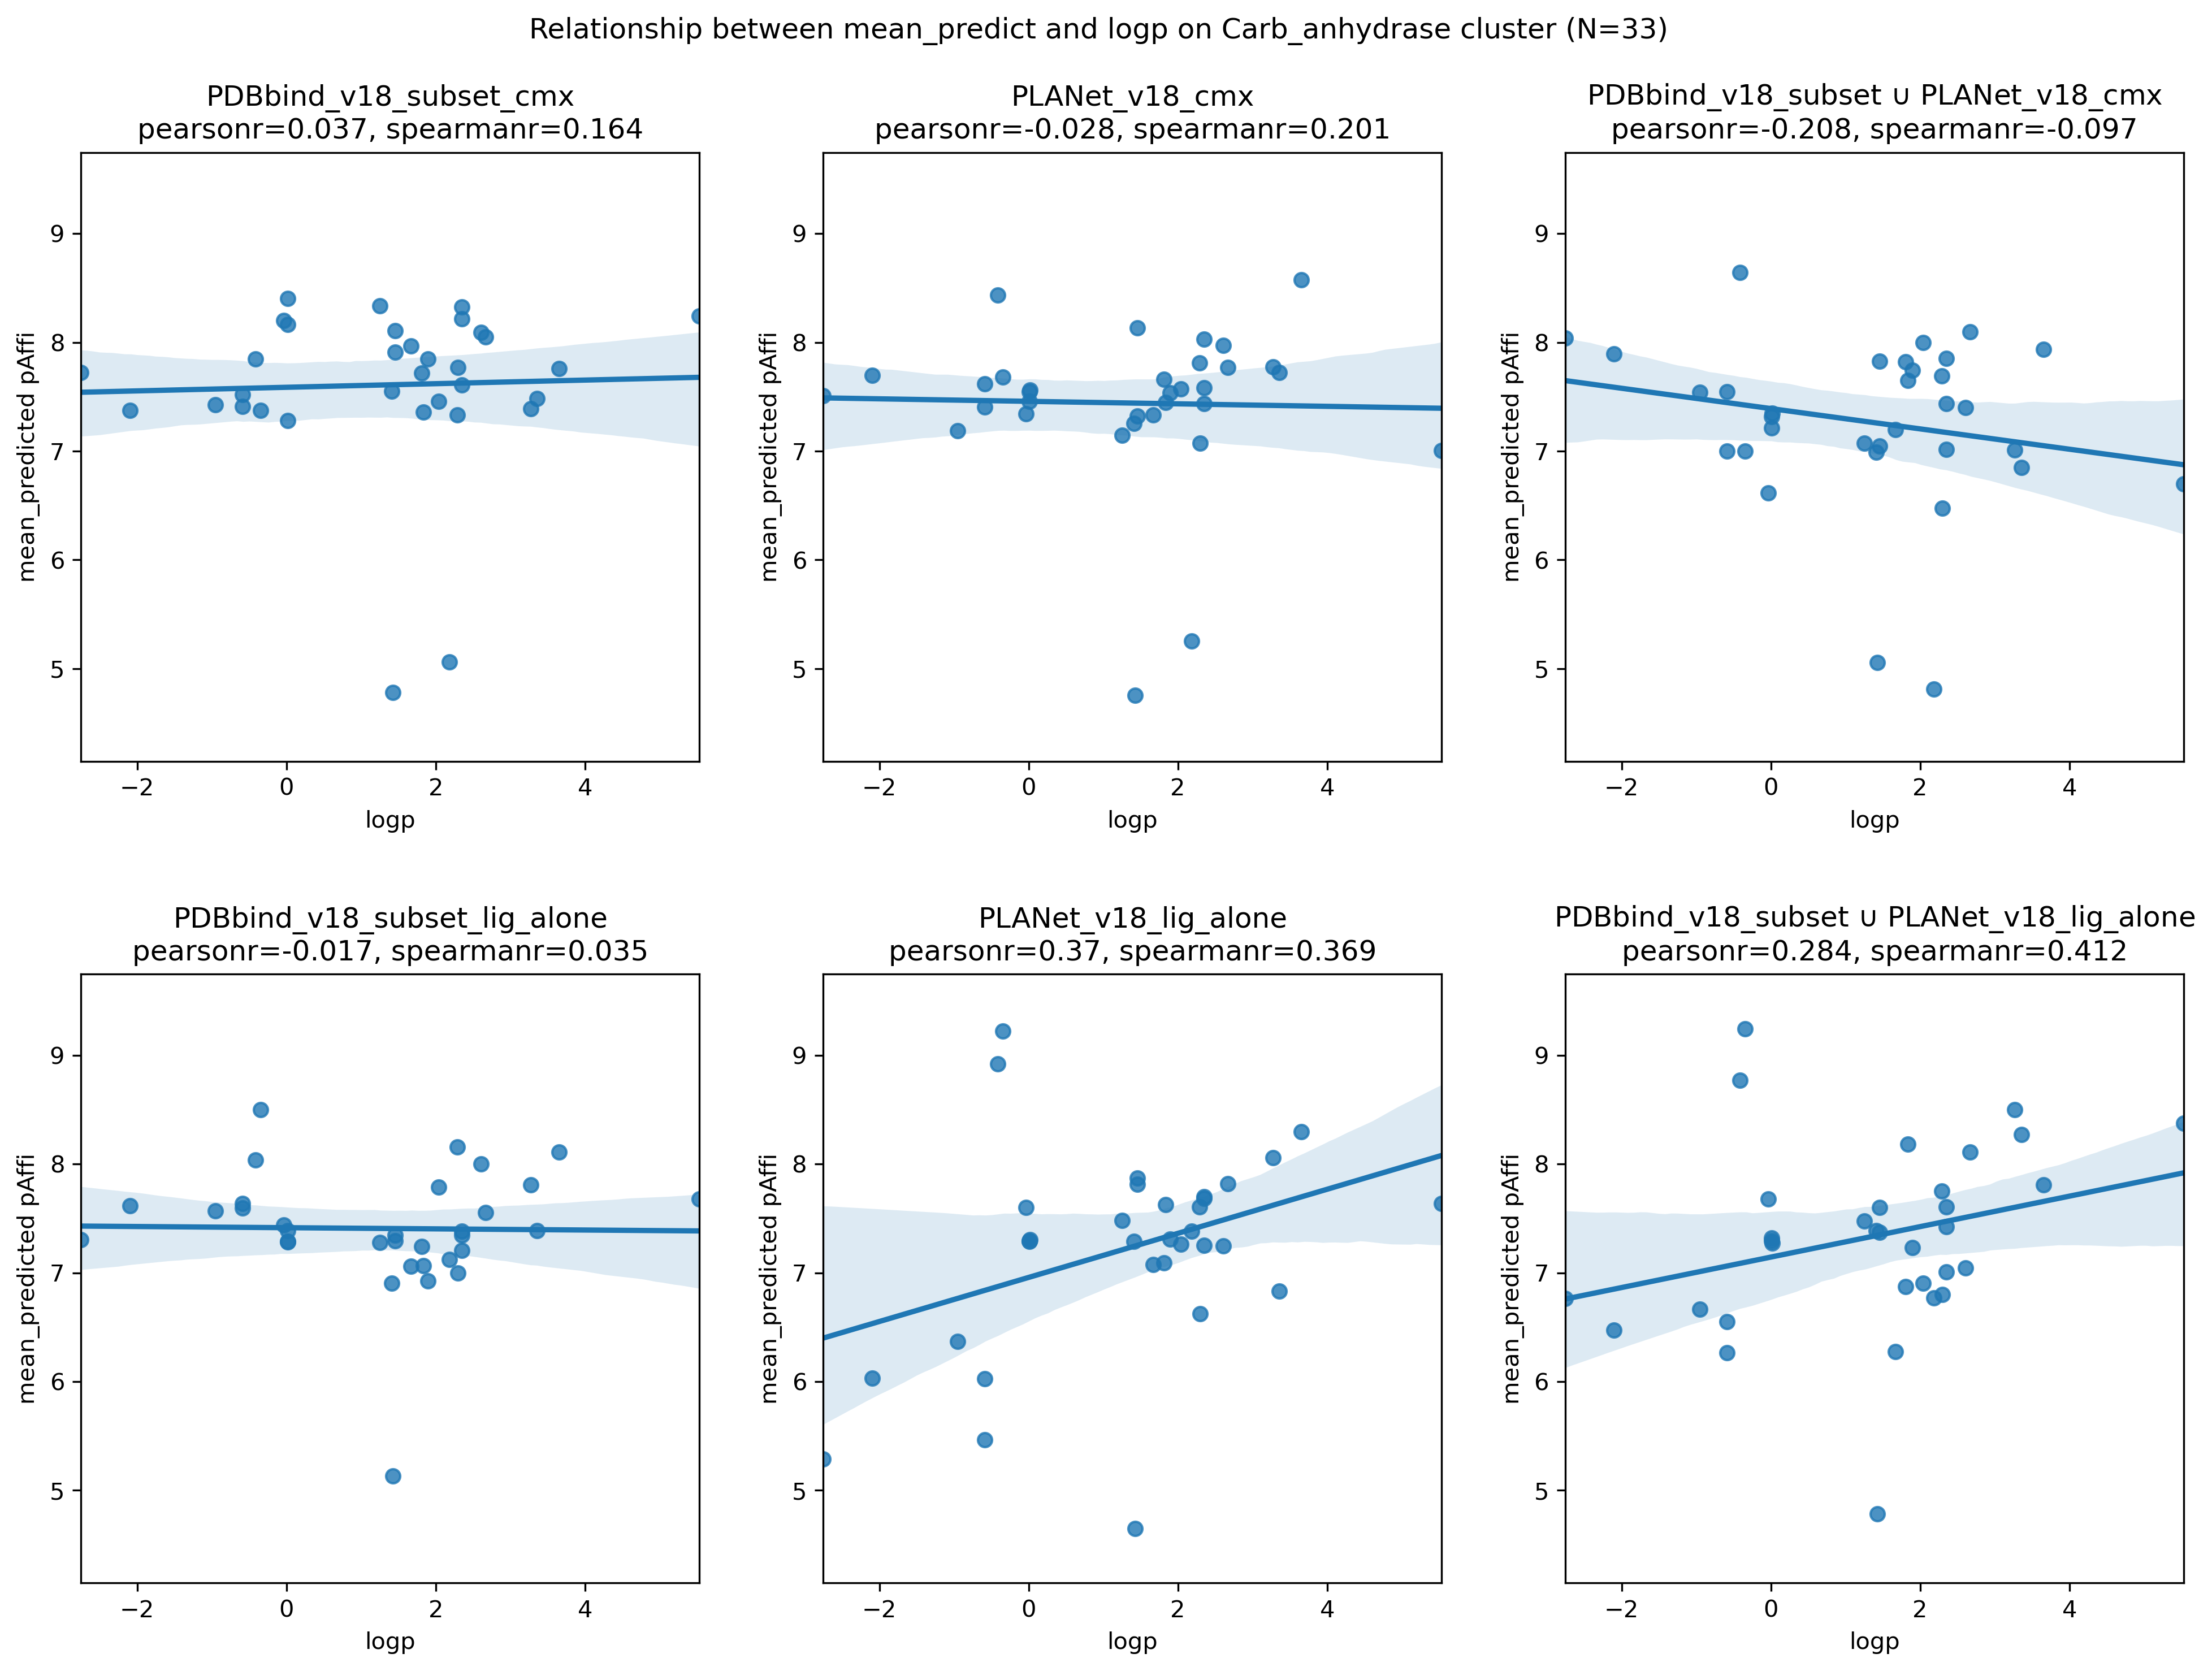 Relationship between mean_predict and logp on Carb_anhydrase cluster (N=33)
PDBbind_v18_subset_cmx
pearsonr=0.037, spearmanr=0.164
9
8
7
6
5
mean_predicted pAffi
−2 0 2 4
logp
PLANet_v18_cmx
pearsonr=-0.028, spearmanr=0.201
9
8
7
6
5
mean_predicted pAffi
−2 0 2 4
logp
PDBbind_v18_subset ∪ PLANet_v18_cmx
pearsonr=-0.208, spearmanr=-0.097
9
8
7
6
5
mean_predicted pAffi
−2 0 2 4
logp
PDBbind_v18_subset_lig_alone
pearsonr=-0.017, spearmanr=0.035
9
8
7
6
5
mean_predicted pAffi
−2 0 2 4
logp
PLANet_v18_lig_alone
pearsonr=0.37, spearmanr=0.369
9
8
7
6
5
mean_predicted pAffi
−2 0 2 4
logp
PDBbind_v18_subset ∪ PLANet_v18_lig_alone
pearsonr=0.284, spearmanr=0.412
9
8
7
6
5
mean_predicted pAffi
−2 0 2 4
logp